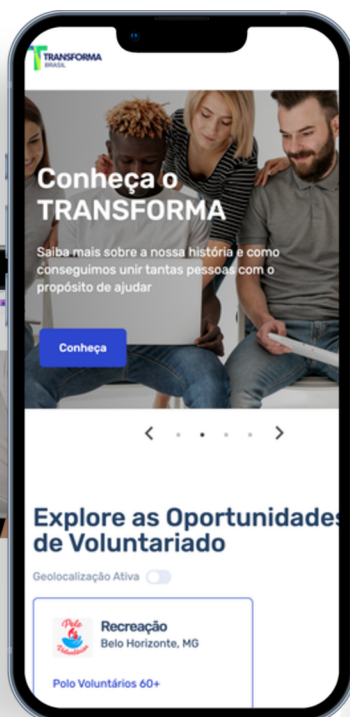 TRANSFORMA
BRASIL
Conheça o
TRANSFORMA
Saiba mais sobre a nossa história e como
conseguimos unir tantas pessoas com o
propósito de ajudar
Conheça
Explore as Oportunidades
de Voluntariado
Geolocalização Ativa
Polo
Voluntários
Recreação
Belo Horizonte, MG
Polo Voluntários 60+